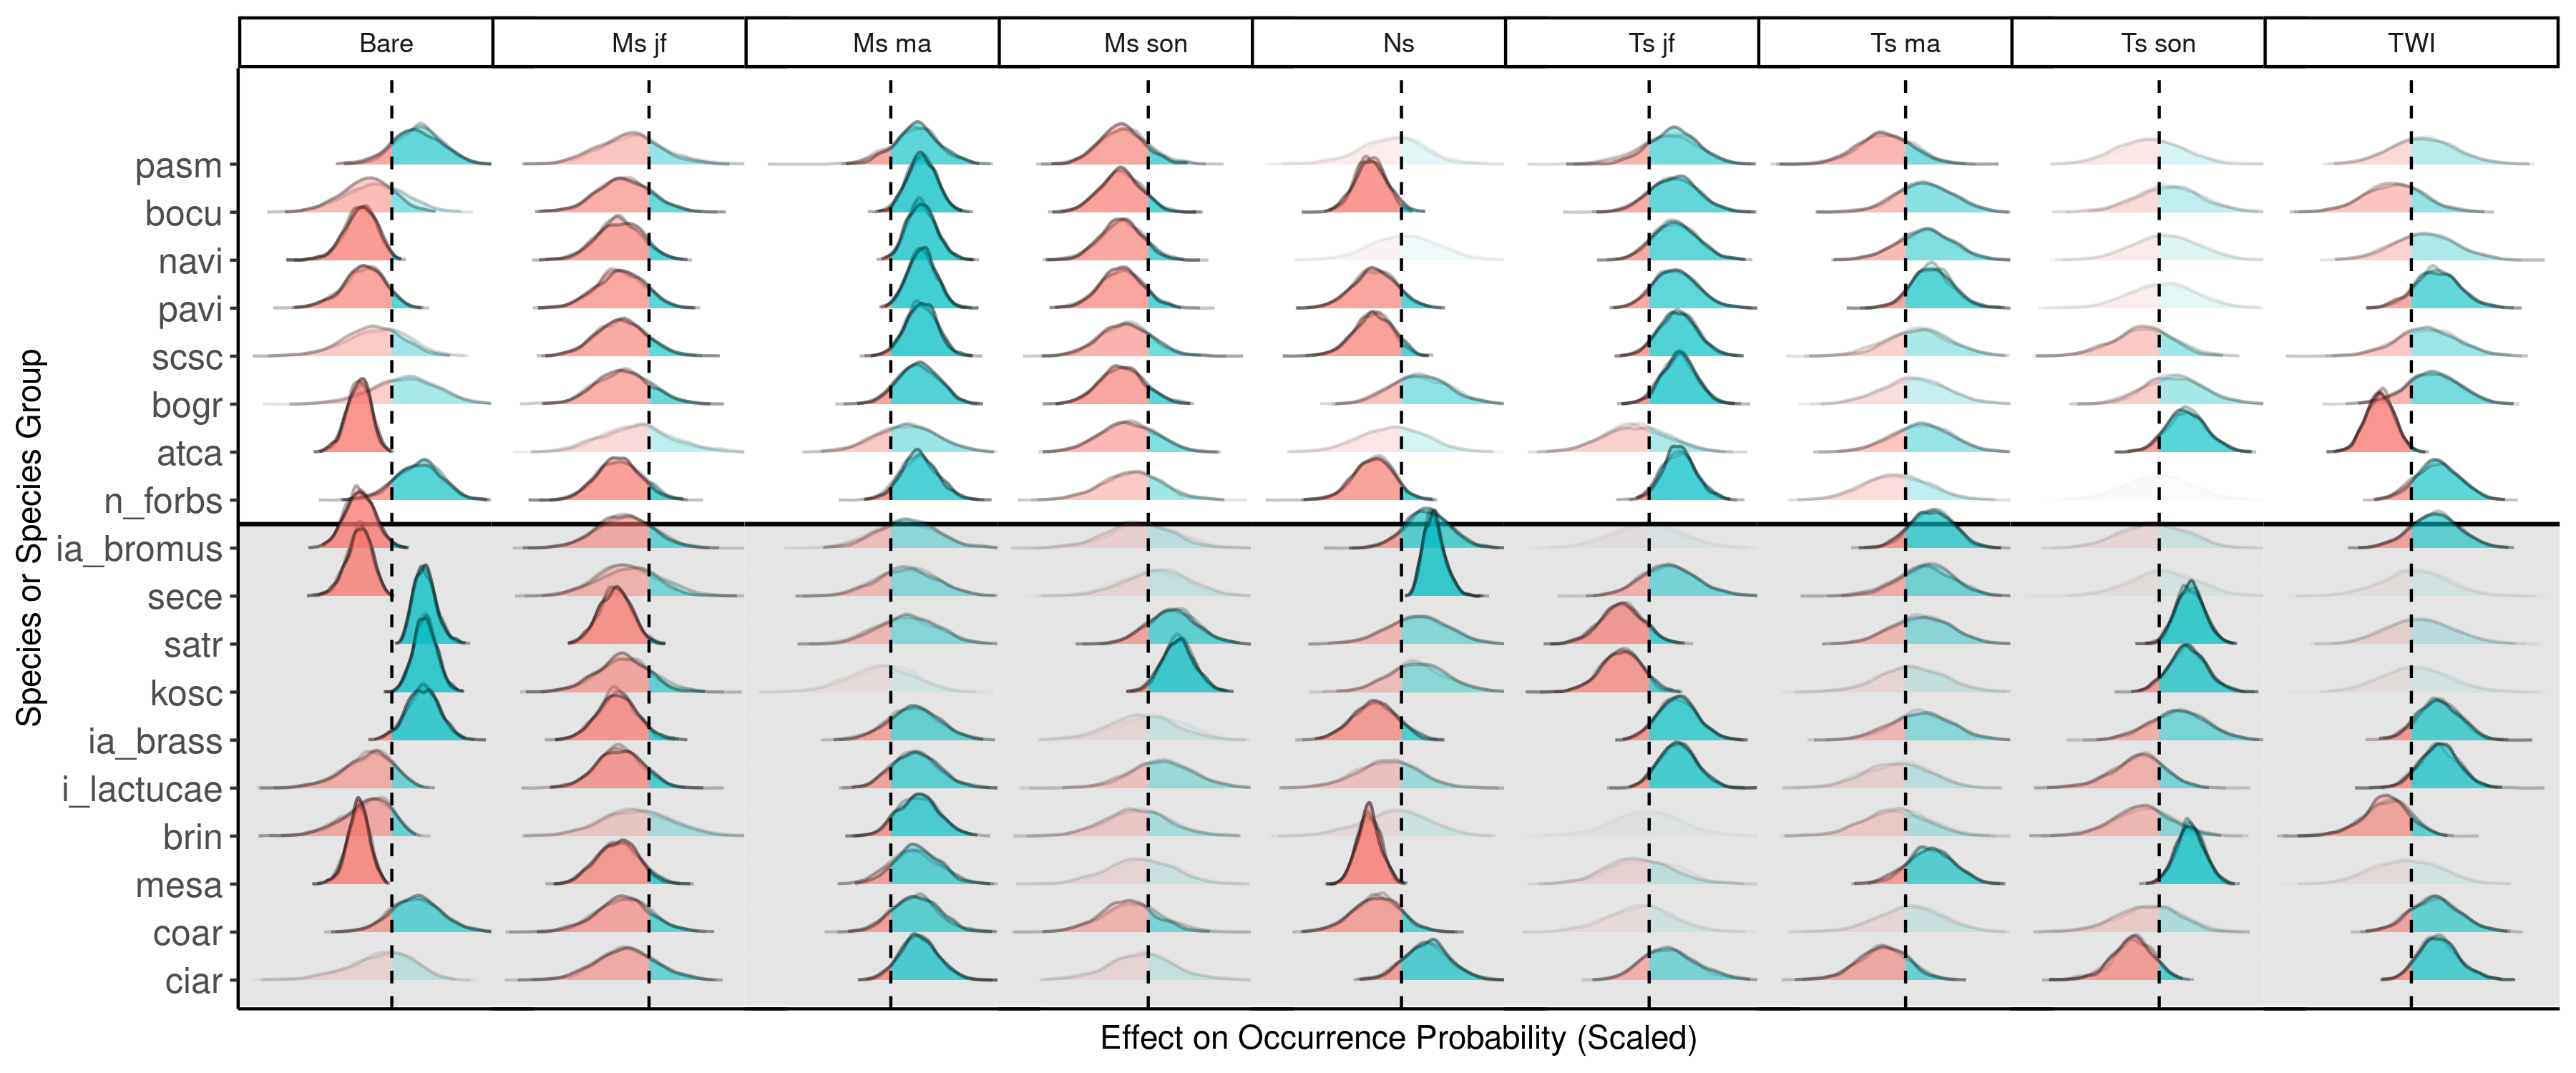 Bare Ms jf Ms ma Ms son Ns Ts jf Ts ma Ts son TWI
Species or Species Group
pasm
bocu
navi
pavi
scsc
bogr
atca
n_forbs
ia_bromus
sece
satr
kosc
ia_brass
i_lactucae
brin
mesa
coar
ciar
Effect on Occurrence Probability (Scaled)